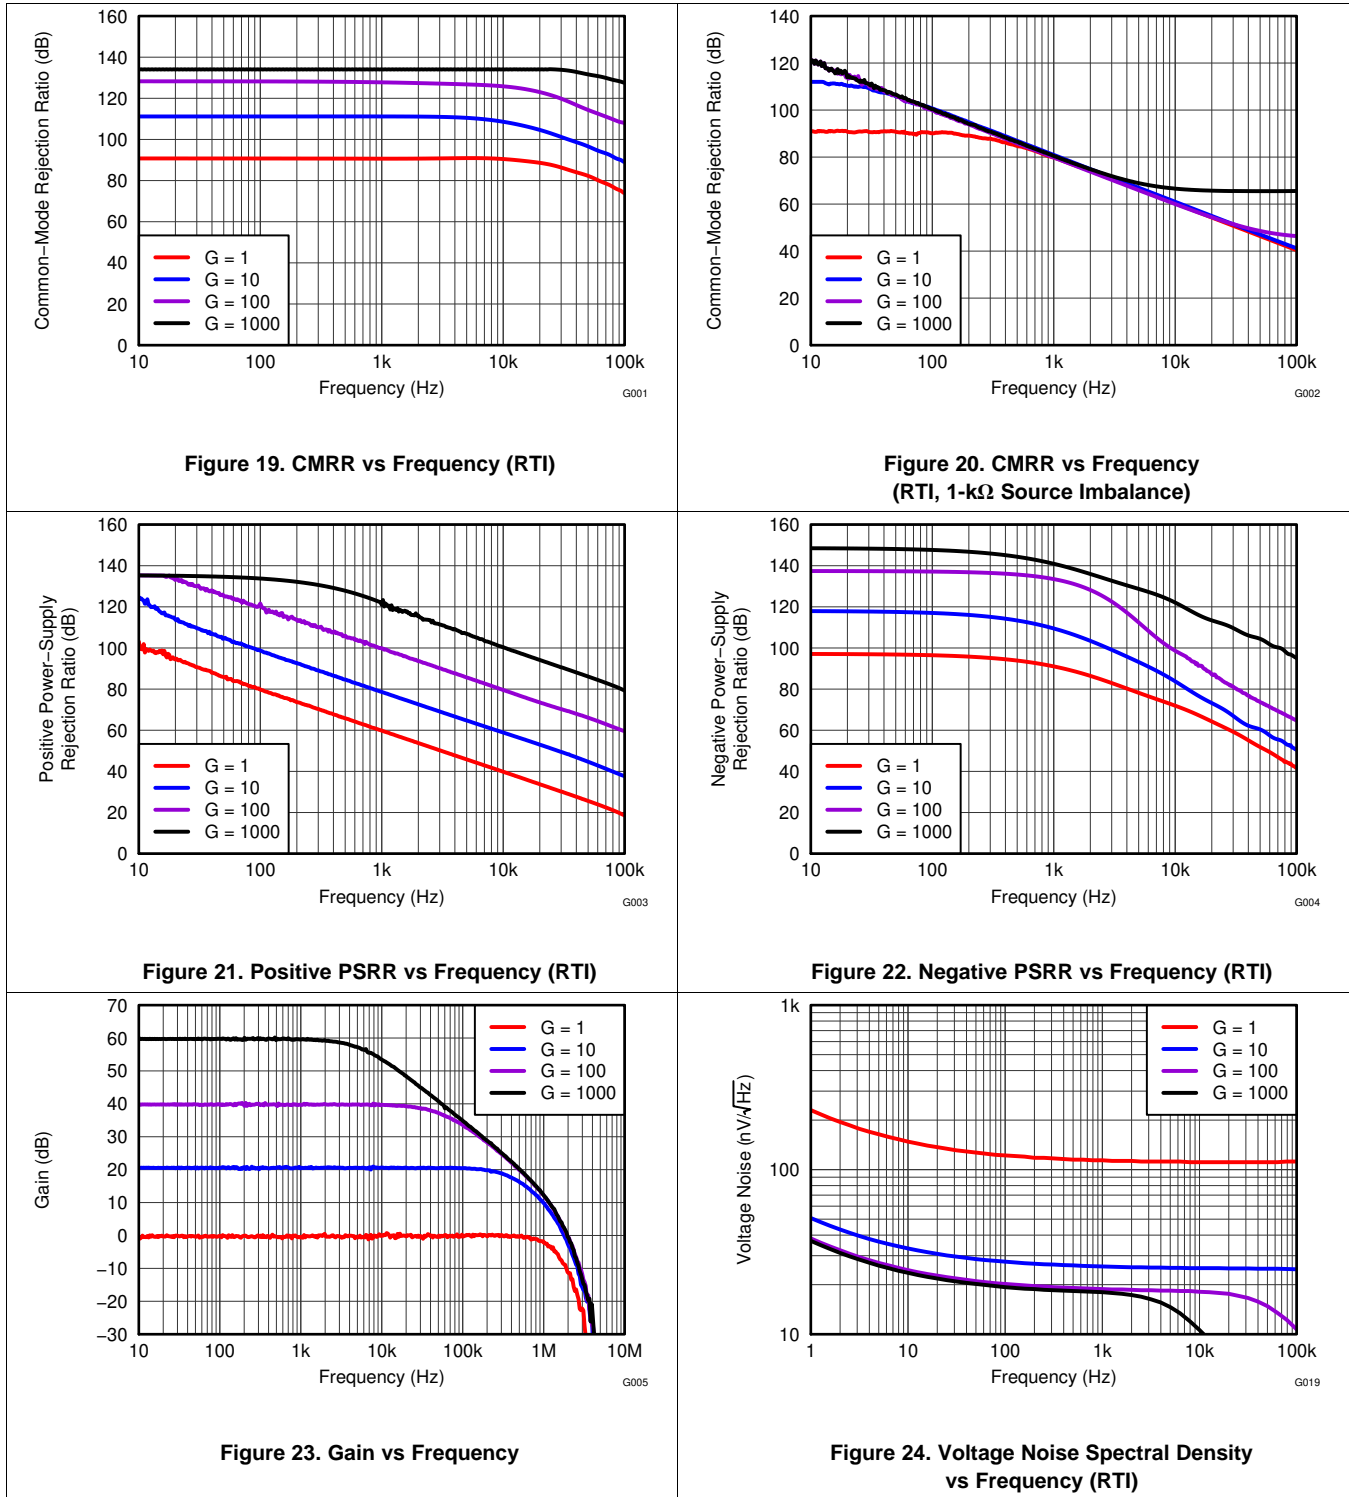 160
140
120
100
80
60
40
20
0
Common−Mode Rejection Ratio (dB)
G = 1
G = 10
G = 100
G = 1000
10 100 1k 10k 100k
Frequency (Hz)
G001
Figure 19. CMRR vs Frequency (RTI)
140
120
100
80
60
40
20
0
Common−Mode Rejection Ratio (dB)
G = 1
G = 10
G = 100
G = 1000
10 100 1k 10k 100k
Frequency (Hz)
G002
Figure 20. CMRR vs Frequency
(RTI, 1-kΩ Source Imbalance)
160
140
120
100
80
60
40
20
0
Positive Power−Supply
Rejection Ratio (dB)
G = 1
G = 10
G = 100
G = 1000
10 100 1k 10k 100k
Frequency (Hz)
G003
Figure 21. Positive PSRR vs Frequency (RTI)
160
140
120
100
80
60
40
20
0
Negative Power−Supply
Rejection Ratio (dB)
G = 1
G = 10
G = 100
G = 1000
10 100 1k 10k 100k
Frequency (Hz)
G004
Figure 22. Negative PSRR vs Frequency (RTI)
70
60
50
40
30
20
10
0
−10
−20
−30
Gain (dB)
G = 1
G = 10
G = 100
G = 1000
10 100 1k 10k 100k 1M 10M
Frequency (Hz)
G005
Figure 23. Gain vs Frequency
1k
100
10
Voltage Noise (nV/√Hz)
G = 1
G = 10
G = 100
G = 1000
1 10 100 1k 10k 100k
Frequency (Hz)
G019
Figure 24. Voltage Noise Spectral Density
vs Frequency (RTI)